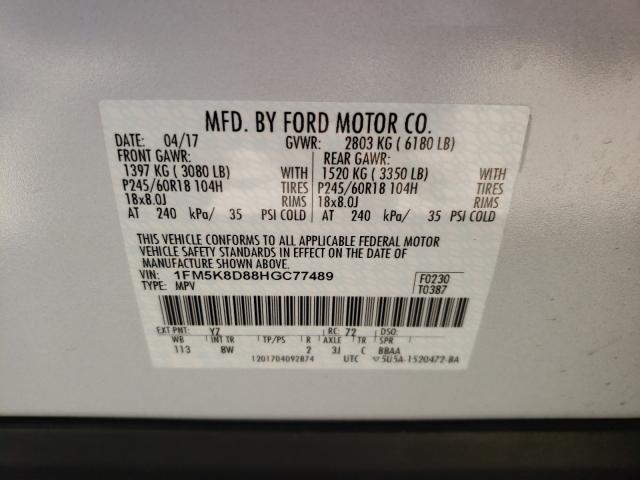 MFD. BY FORD MOTOR CO.
DATE: 04/17 GVWR: 2803 KG ( 6180 LB)
FRONT GAWR: REAR GAWR:
1397 KG ( 3080 LB) WITH 1520 KG ( 3350 LB) WITH
P245/60R18 104H TIRES P245/60R18 104H TIRES
18x8.0J RIMS 18x8.0J RIMS
AT 240 kPa/ 35 PSI COLD AT 240 kPa/ 35 PSI COLD
THIS VEHICLE CONFORMS TO ALL APPLICABLE FEDERAL MOTOR
VEHICLE SAFETY STANDARDS IN EFFECT ON THE DATE OF
MANUFACTURE SHOWN ABOVE.
VIN: 1FM5K8D88HGC77489 F0230
TYPE: MPV T0387
EXT PNT: YZ RC: 72 DSO:
WB INT TR TP/PS R AXLE TR SPR
113 8W 2 3J C BBAA
1201704092874 UTC 5U5A-1520472-BA